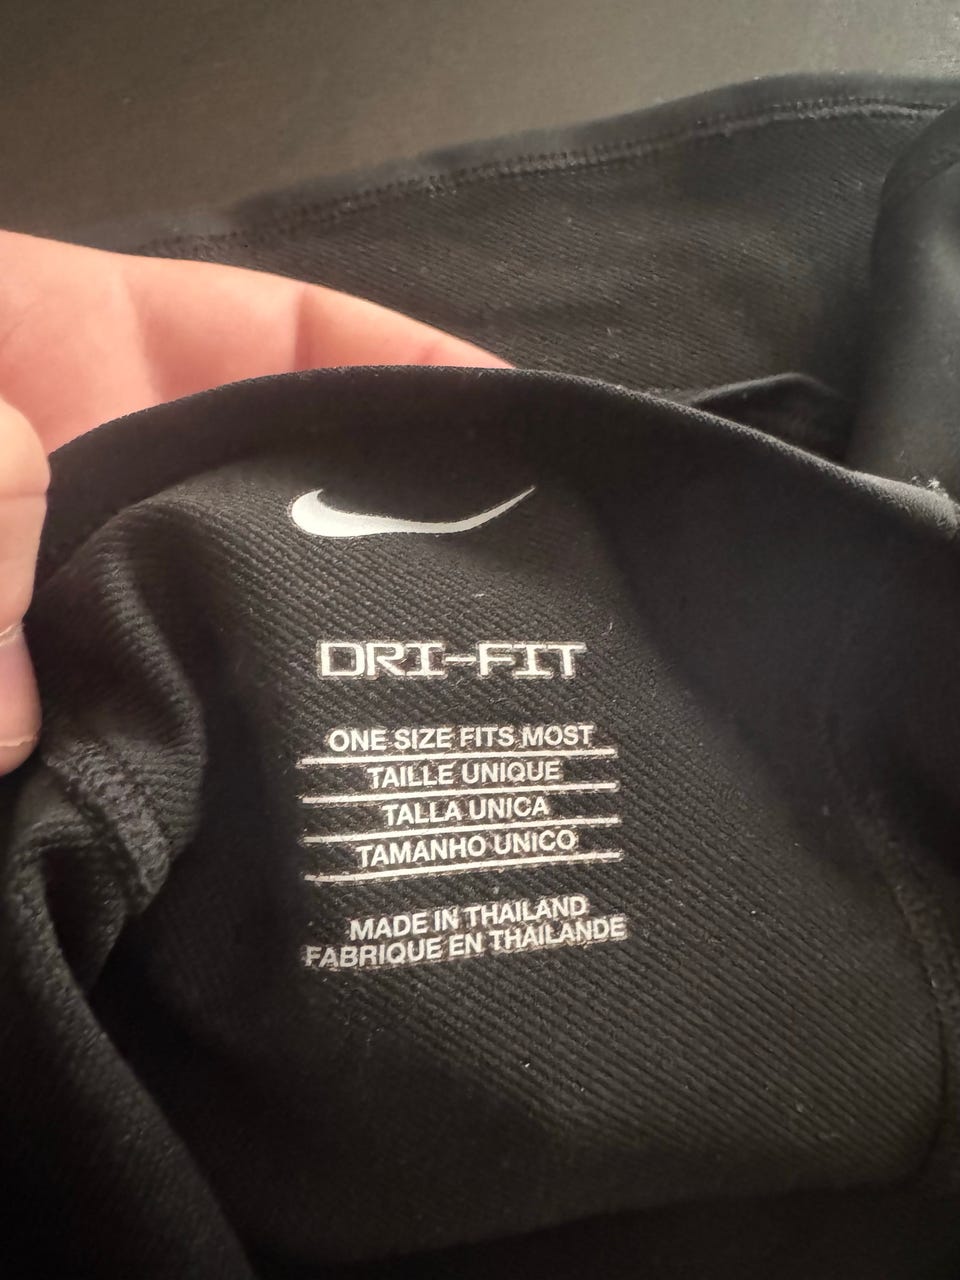 DRI-FIT
ONE SIZE FITS MOST
TAILLE UNIQUE
TALLA UNICA
TAMANHO UNICO
MADE IN THAILAND
FABRIQUE EN THAILANDE